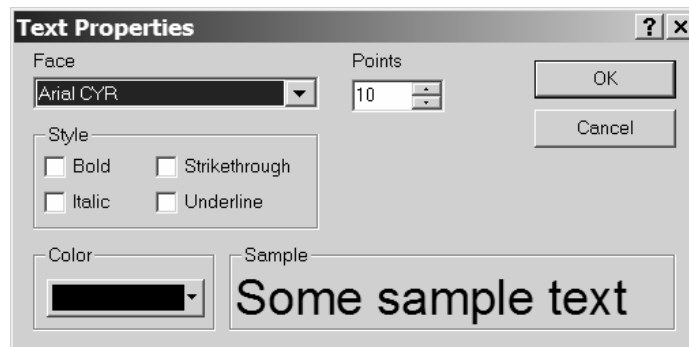 Text Properties ? x
Face Points
Arial CYR 10 OK
Style Cancel
Bold Strikethrough
Italic Underline
Color Sample
Some sample text